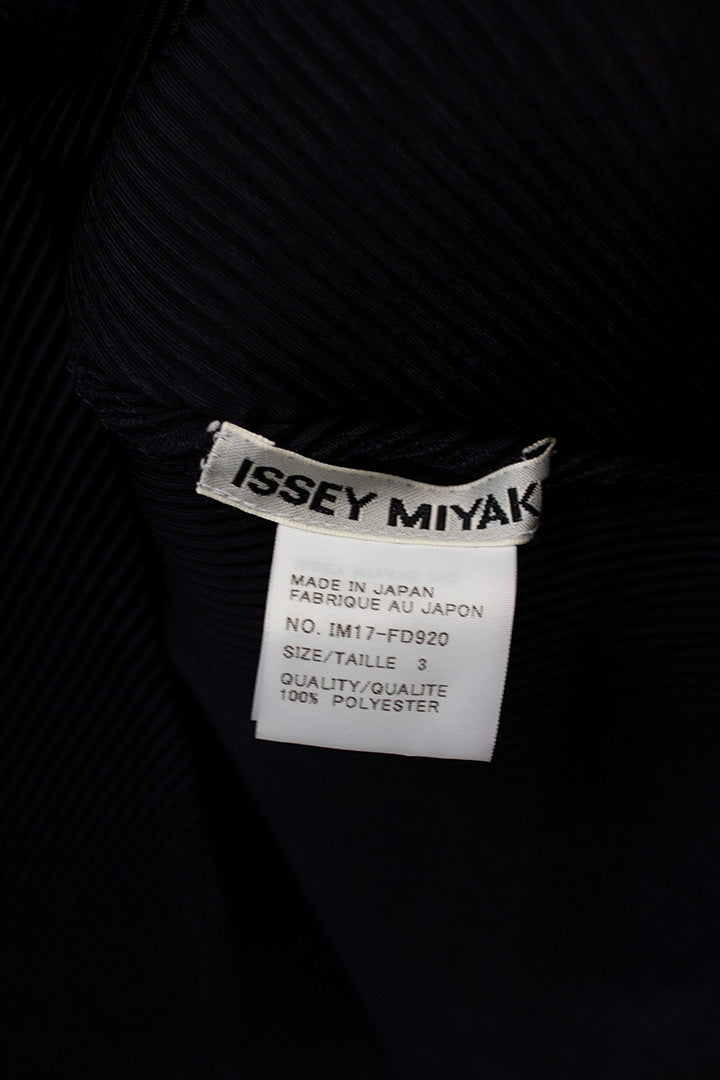 ISSEY MIYAK
MADE IN JAPAN
FABRIQUE AU JAPON
NO. IM17-FD920
SIZE/TAILLE 3
QUALITY/QUALITE
100% POLYESTER